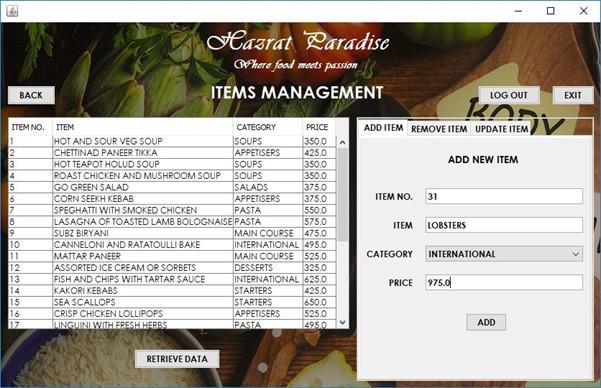 Hazrat Paradise
Where food meets passion
BACK
ITEMS MANAGEMENT
LOG OUT
EXIT
ITEM NO. ITEM CATEGORY PRICE
1 HOT AND SOUR VEG SOUP SOUPS 350.0
2 CHETTINAD PANEER TIKKA APPETISERS 425.0
3 HOT TEAPOT HOLUD SOUP SOUPS 350.0
4 ROAST CHICKEN AND MUSHROOM SOUP SOUPS 350.0
5 GO GREEN SALAD SALADS 375.0
6 CORN SEEKH KEBAB APPETISERS 375.0
7 SPEGHATTI WITH SMOKED CHICKEN PASTA 550.0
8 LASAGNA OF TOASTED LAMB BOLOGNAISE PASTA 575.0
9 SUBZ BIRYANI MAIN COURSE 475.0
10 CANNELONI AND RATATOULLI BAKE INTERNATIONAL 495.0
11 MATTAR PANEER MAIN COURSE 525.0
12 ASSORTED ICE CREAM OR SORBETS DESSERTS 325.0
13 FISH AND CHIPS WITH TARTAR SAUCE INTERNATIONAL 625.0
14 KAKORI KEBABS STARTERS 425.0
15 SEA SCALLOPS STARTERS 650.0
16 CRISP CHICKEN LOLLIPOPS APPETISERS 525.0
17 LINGUINI WITH FRESH HERBS PASTA 495.0
RETRIEVE DATA
ADD ITEM REMOVE ITEM UPDATE ITEM
ADD NEW ITEM
ITEM NO. 31
ITEM LOBSTERS
CATEGORY INTERNATIONAL
PRICE 975.0
ADD
BODY